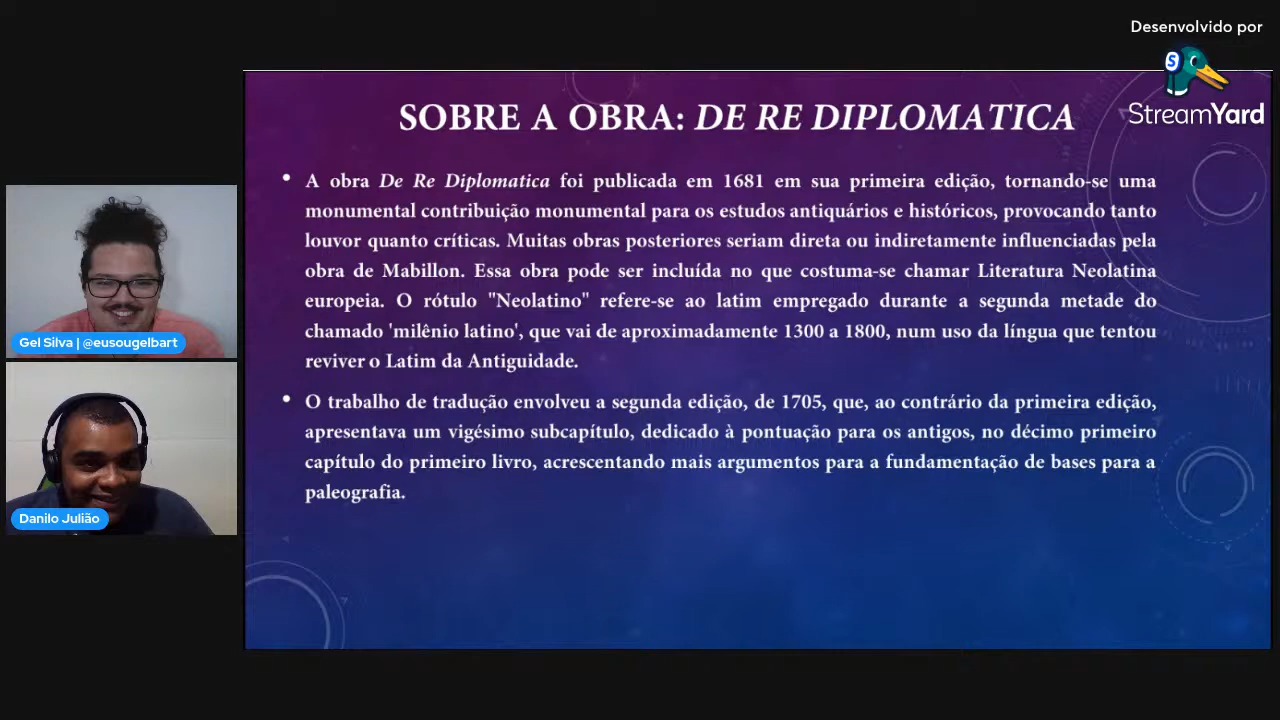 Desenvolvido por
StreamYard
SOBRE A OBRA: DE RE DIPLOMATICA
• A obra De Re Diplomatica foi publicada em 1681 em sua primeira edição, tornando-se uma
monumental contribuição monumental para os estudos antiquários e históricos, provocando tanto
louvor quanto críticas. Muitas obras posteriores seriam direta ou indiretamente influenciadas pela
obra de Mabillon. Essa obra pode ser incluída no que costuma-se chamar Literatura Neolatina
europeia. O rótulo "Neolatino" refere-se ao latim empregado durante a segunda metade do
chamado 'milênio latino', que vai de aproximadamente 1300 a 1800, num uso da língua que tentou
reviver o Latim da Antiguidade.
• O trabalho de tradução envolveu a segunda edição, de 1705, que, ao contrário da primeira edição,
apresentava um vigésimo subcapítulo, dedicado à pontuação para os antigos, no décimo primeiro
capítulo do primeiro livro, acrescentando mais argumentos para a fundamentação de bases para a
paleografia.
Gel Silva | @eusougelbart
Danilo Julião